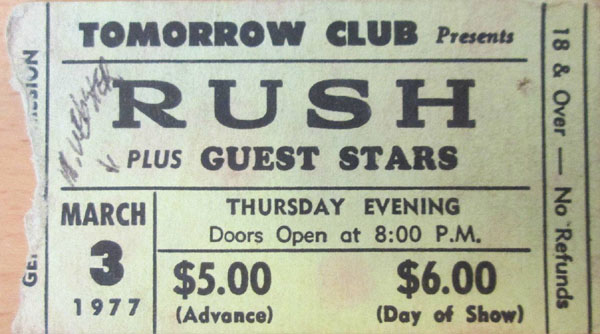 TOMORROW CLUB Presents
RUSH
PLUS GUEST STARS
MARCH
3
1977
THURSDAY EVENING
Doors Open at 8:00 P.M.
$5.00
(Advance)
$6.00
(Day of Show)
18 & Over — No Refunds